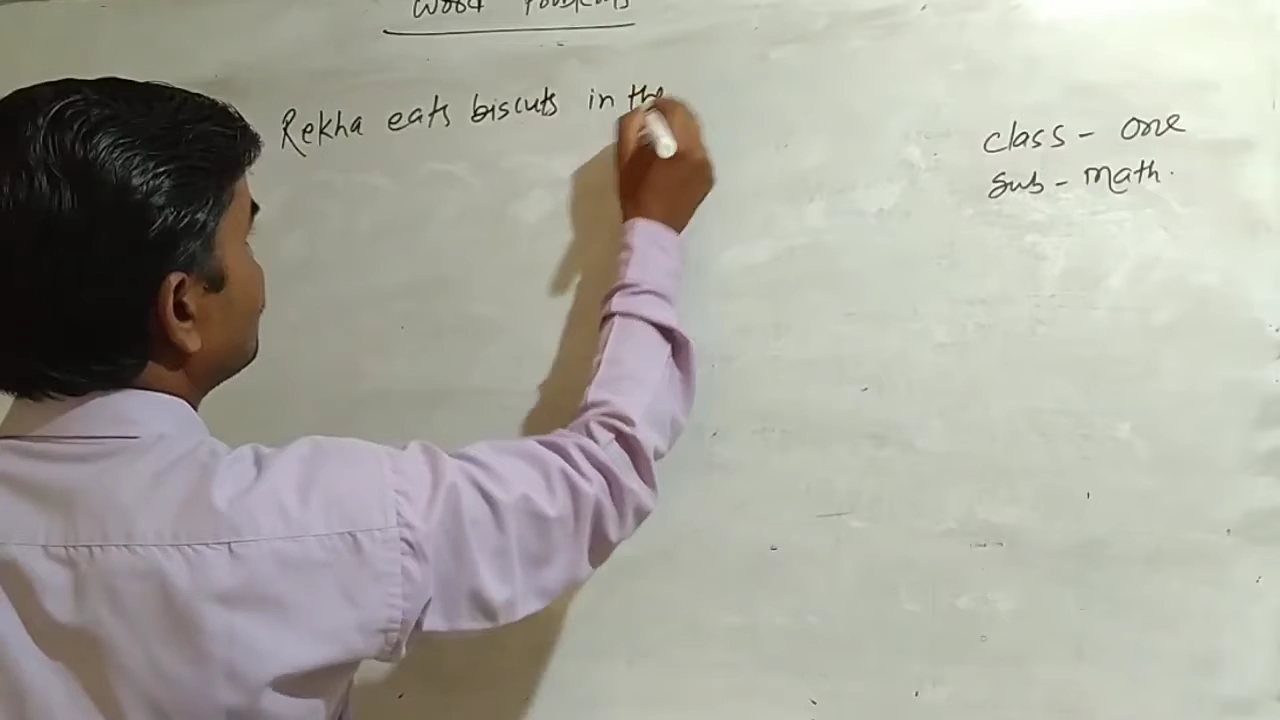 Word Problems
Rekha eats biscuts in the
class - one
sub - math.